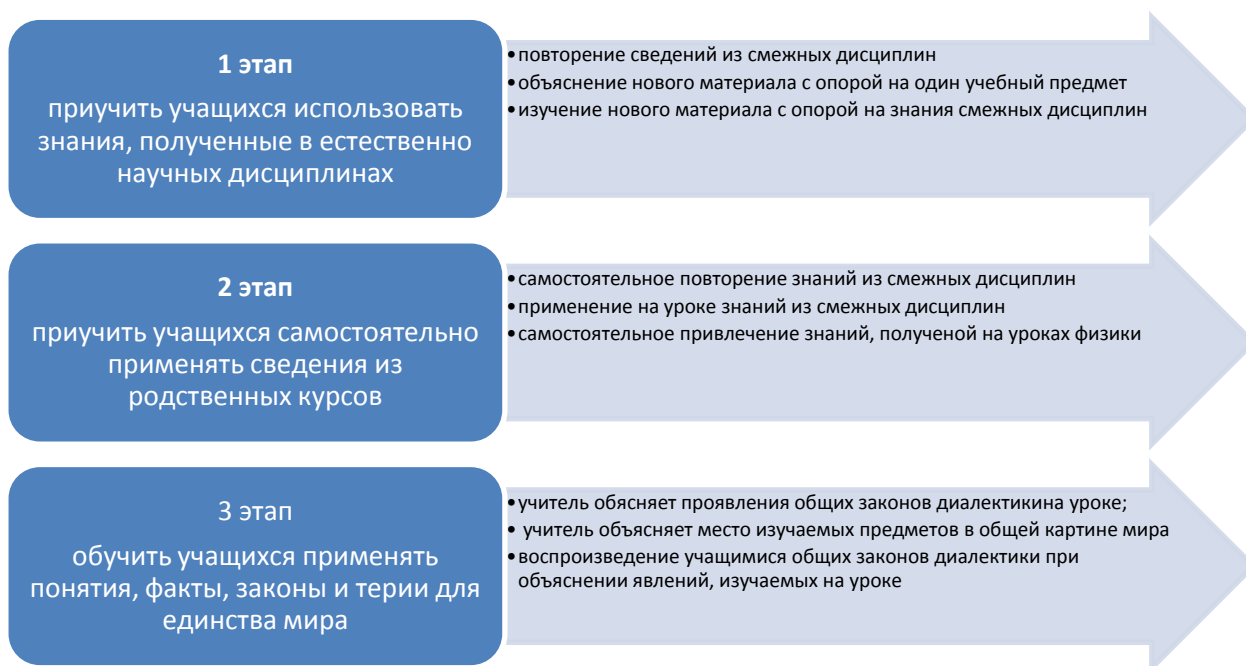 1 этап
приучить учащихся использовать
знания, полученные в естественно
научных дисциплинах
•повторение сведений из смежных дисциплин
•объяснение нового материала с опорой на один учебный предмет
•изучение нового материала с опорой на знания смежных дисциплин
2 этап
приучить учащихся самостоятельно
применять сведения из
родственных курсов
•самостоятельное повторение знаний из смежных дисциплин
•применение на уроке знаний из смежных дисциплин
•самостоятельное привлечение знаний, полученой на уроках физики
3 этап
обучить учащихся применять
понятия, факты, законы и терии для
единства мира
•учитель обясняет проявления общих законов диалектикина уроке;
• учитель объясняет место изучаемых предметов в общей картине мира
•воспроизведение учащимися общих законов диалектики при
объяснении явлений, изучаемых на уроке